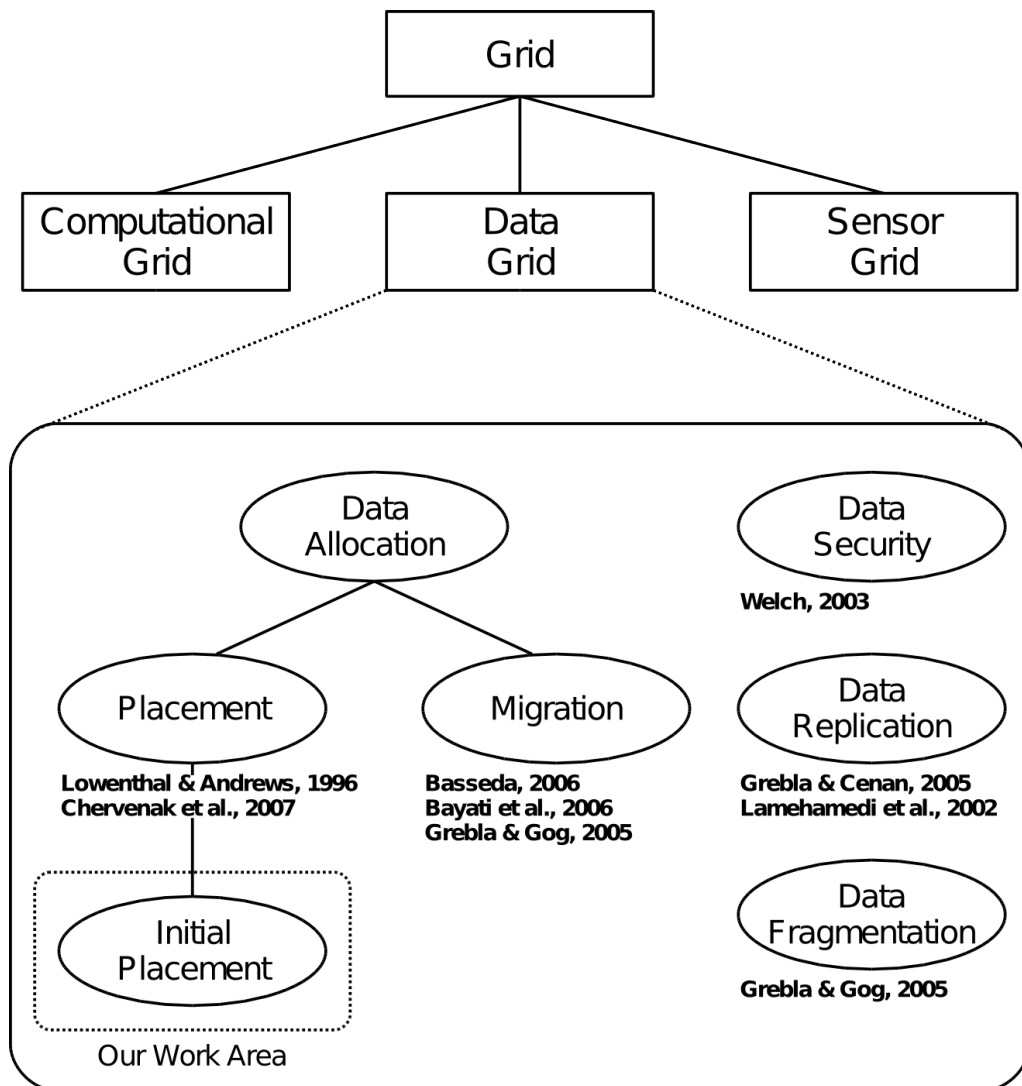 Grid
Computational
Grid
Data
Grid
Sensor
Grid
Data
Allocation
Data
Security
Welch, 2003
Placement
Migration
Data
Replication
Lowenthal & Andrews, 1996
Chervenak et al., 2007
Basseda, 2006
Bayati et al., 2006
Grebla & Gog, 2005
Grebla & Cenan, 2005
Lamehamedi et al., 2002
Initial
Placement
Our Work Area
Data
Fragmentation
Grebla & Gog, 2005